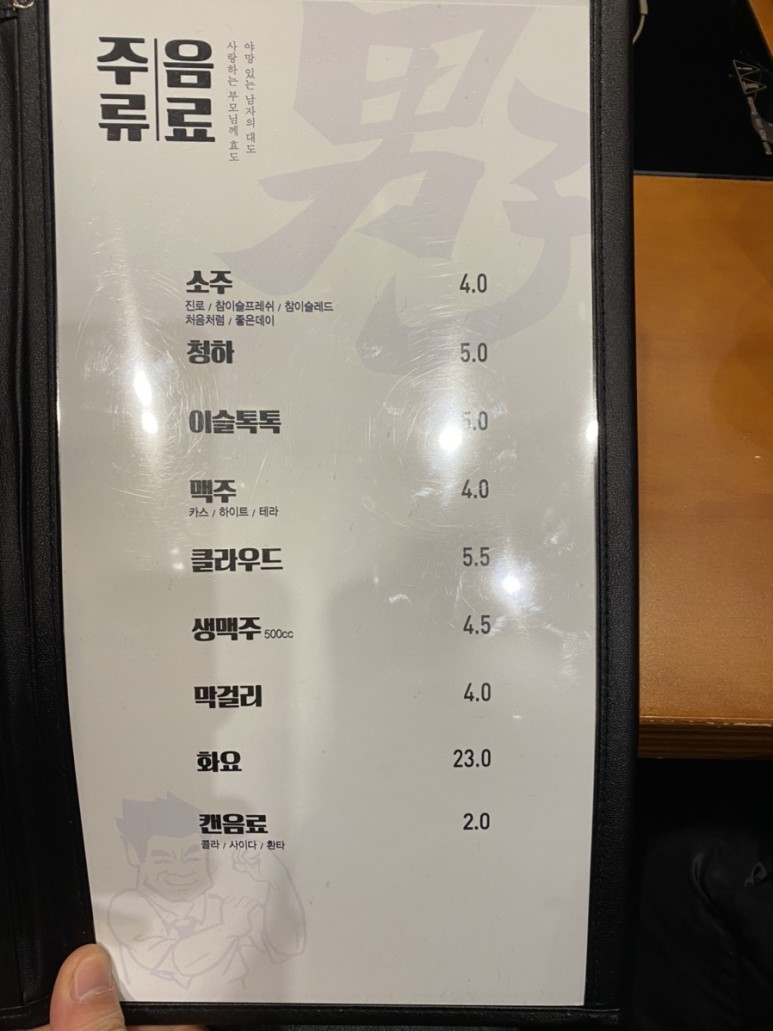 주류 음료
야망 있는 남자의 대도
사랑하는 부모님께 효도
男子
소주 4.0
진로 / 참이슬프레쉬 / 참이슬레드
처음처럼 / 좋은데이
청하 5.0
이슬톡톡 5.0
맥주 4.0
카스 / 하이트 / 테라
클라우드 5.5
생맥주 500cc 4.5
막걸리 4.0
화요 23.0
캔음료 2.0
콜라 / 사이다 / 환타